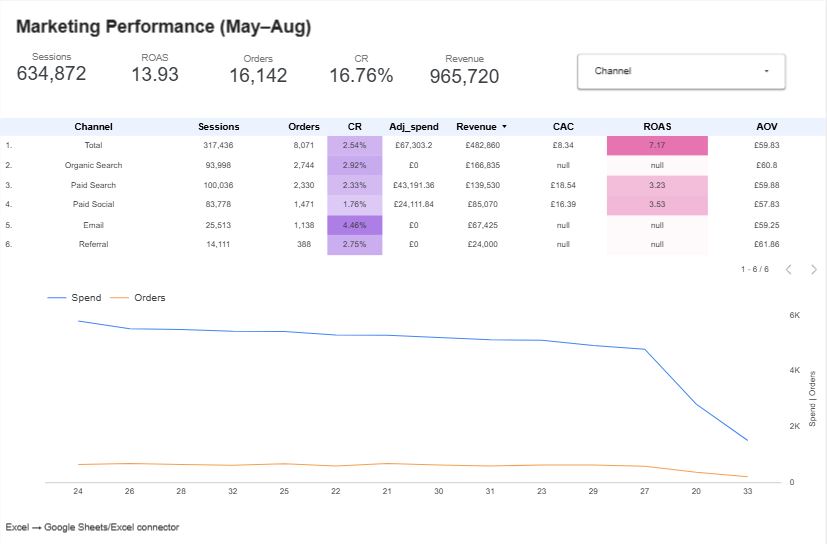 Marketing Performance (May–Aug)
Sessions ROAS Orders CR Revenue
634,872 13.93 16,142 16.76% 965,720
Channel
Channel Sessions Orders CR Adj_spend Revenue CAC ROAS AOV
1. Total 317,436 8,071 2.54% £67,303.2 £482,860 £8.34 7.17 £59.83
2. Organic Search 93,998 2,744 2.92% £0 £166,835 null null £60.8
3. Paid Search 100,036 2,330 2.33% £43,191.36 £139,530 £18.54 3.23 £59.88
4. Paid Social 83,778 1,471 1.76% £24,111.84 £85,070 £16.39 3.53 £57.83
5. Email 25,513 1,138 4.46% £0 £67,425 null null £59.25
6. Referral 14,111 388 2.75% £0 £24,000 null null £61.86
1 - 6 / 6
Spend Orders
6K
4K
2K
0
Spend | Orders
24 26 28 32 25 22 21 30 31 23 29 27 20 33
Excel → Google Sheets/Excel connector